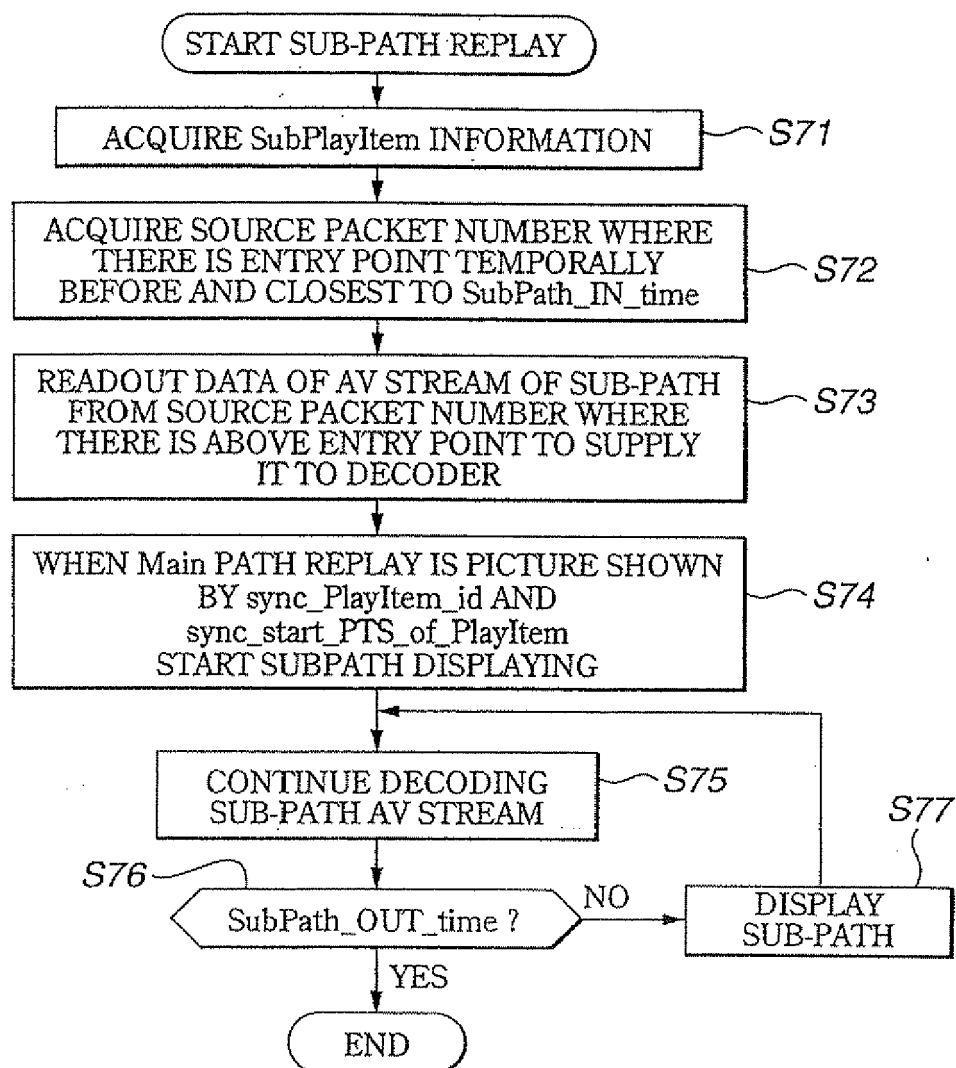 START SUB-PATH REPLAY
ACQUIRE SubPlayItem INFORMATION
S71
ACQUIRE SOURCE PACKET NUMBER WHERE
THERE IS ENTRY POINT TEMPORALLY
BEFORE AND CLOSEST TO SubPath_IN_time
S72
READOUT DATA OF AV STREAM OF SUB-PATH
FROM SOURCE PACKET NUMBER WHERE
THERE IS ABOVE ENTRY POINT TO SUPPLY
IT TO DECODER
S73
WHEN Main PATH REPLAY IS PICTURE SHOWN
BY sync_PlayItem_id AND
sync_start_PTS_of_PlayItem
START SUBPATH DISPLAYING
S74
CONTINUE DECODING
SUB-PATH AV STREAM
S75
S76
SubPath_OUT_time ?
NO
S77
DISPLAY
SUB-PATH
YES
END